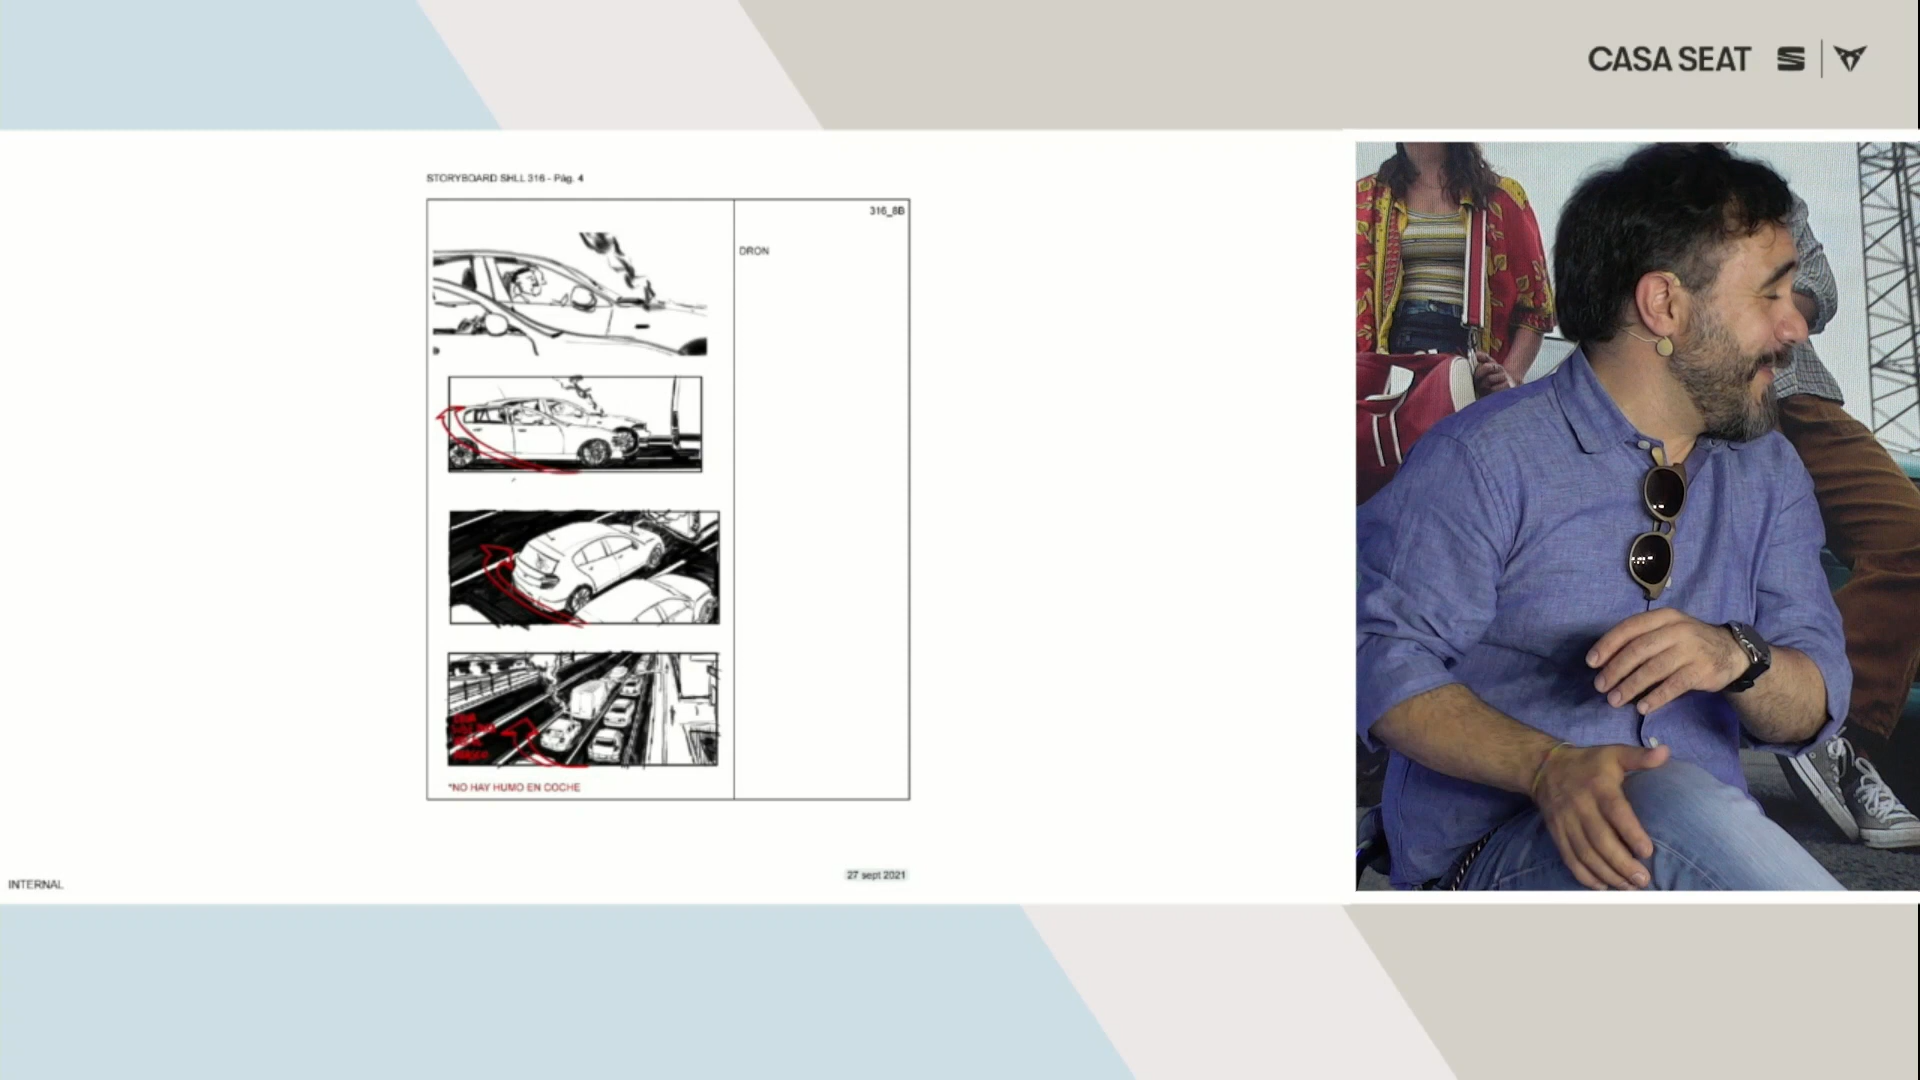 CASA SEAT
STORYBOARD SHLL 316 - Pág. 4
316_8B
DRON
*NO HAY HUMO EN COCHE
27 sept 2021
INTERNAL